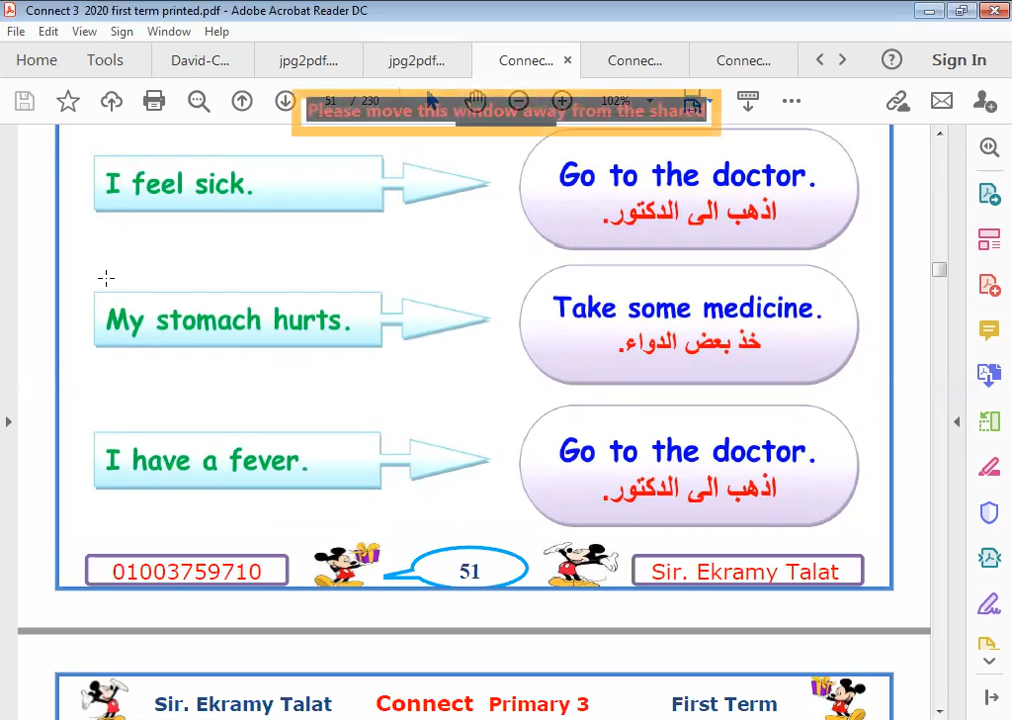 Connect 3 2020 first term printed.pdf - Adobe Acrobat Reader DC
File Edit View Sign Window Help
Home Tools David-C... jpg2pdf.... jpg2pdf.... Connec... × Connec... Connec... Sign In
51 / 230 102%
Please move this window away from the shared
I feel sick.
Go to the doctor.
اذهب الى الدكتور.
My stomach hurts.
Take some medicine.
خذ بعض الدواء.
I have a fever.
Go to the doctor.
اذهب الى الدكتور.
01003759710 51 Sir. Ekramy Talat
Sir. Ekramy Talat Connect Primary 3 First Term